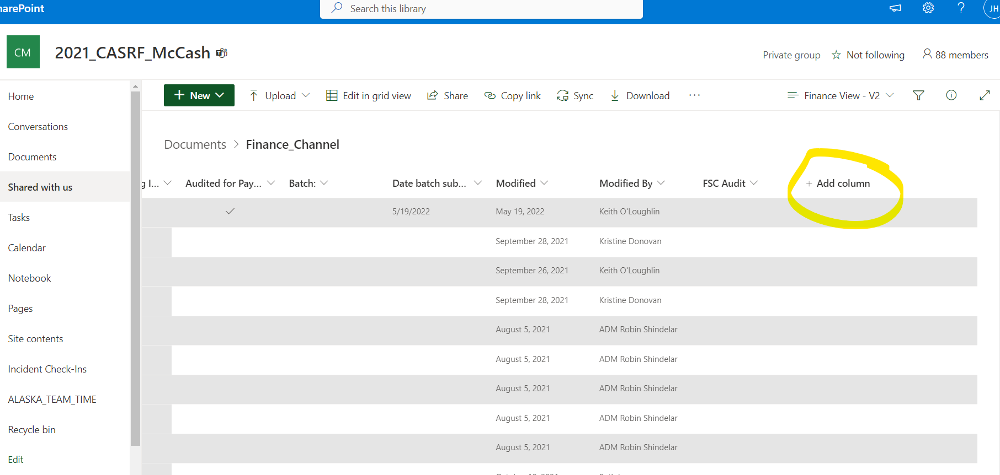 harePoint
Search this library
JH
CM
2021_CASRF_McCash
Private group
Not following
88 members
Home
Conversations
Documents
Shared with us
Tasks
Calendar
Notebook
Pages
Site contents
Incident Check-Ins
ALASKA_TEAM_TIME
Recycle bin
Edit
+ New
Upload
Edit in grid view
Share
Copy link
Sync
Download
...
Finance View - V2
Documents > Finance_Channel
g I... Audited for Pay... Batch: Date batch sub... Modified Modified By FSC Audit + Add column
5/19/2022 May 19, 2022 Keith O'Loughlin
September 28, 2021 Kristine Donovan
September 26, 2021 Keith O'Loughlin
September 28, 2021 Kristine Donovan
August 5, 2021 ADM Robin Shindelar
August 5, 2021 ADM Robin Shindelar
August 5, 2021 ADM Robin Shindelar
August 5, 2021 ADM Robin Shindelar
August 5, 2021 ADM Robin Shindelar